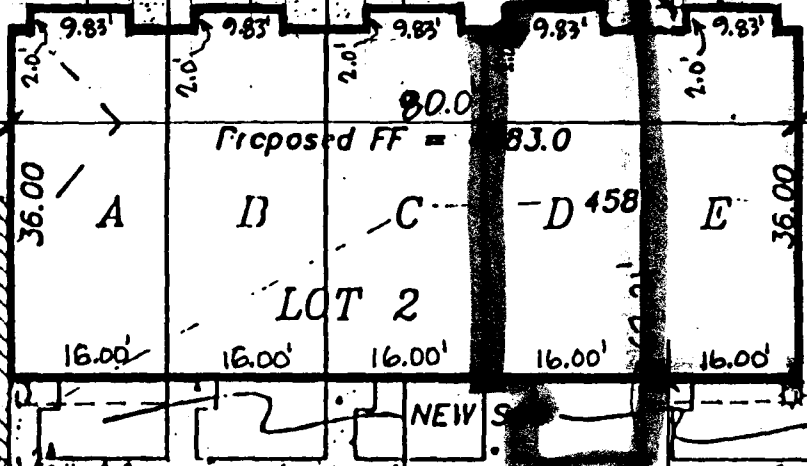 9.83' 9.83' 9.83' 9.83' 9.83'
2.0' 2.0' 2.0' 2.0'
80.0
Proposed FF = 83.0
36.00 A B C D 458 E 36.00
LOT 2
16.00' 16.00' 16.00' 16.00' 16.00'
NEW